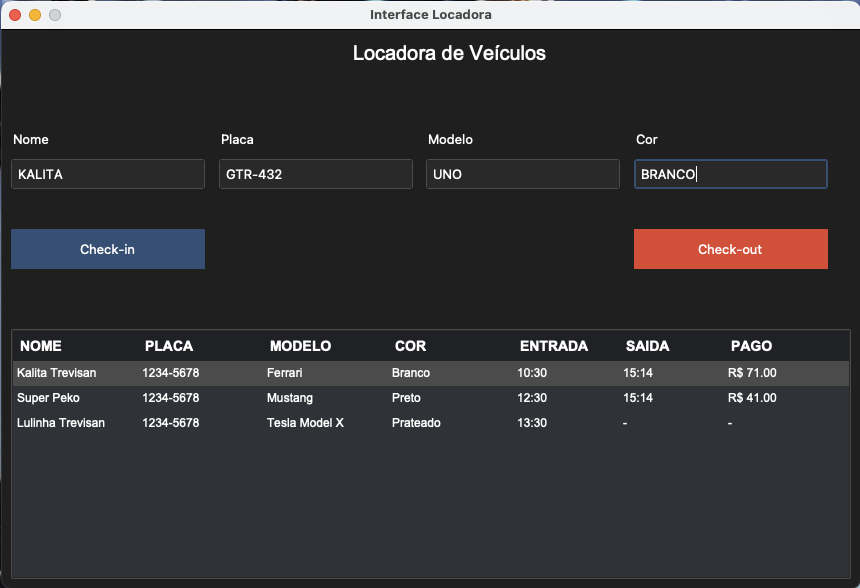 Interface Locadora
Locadora de Veículos
Nome Placa Modelo Cor
KALITA GTR-432 UNO BRANCO
Check-in Check-out
NOME PLACA MODELO COR ENTRADA SAIDA PAGO
Kalita Trevisan 1234-5678 Ferrari Branco 10:30 15:14 R$ 71.00
Super Peko 1234-5678 Mustang Preto 12:30 15:14 R$ 41.00
Lulinha Trevisan 1234-5678 Tesla Model X Prateado 13:30 - -